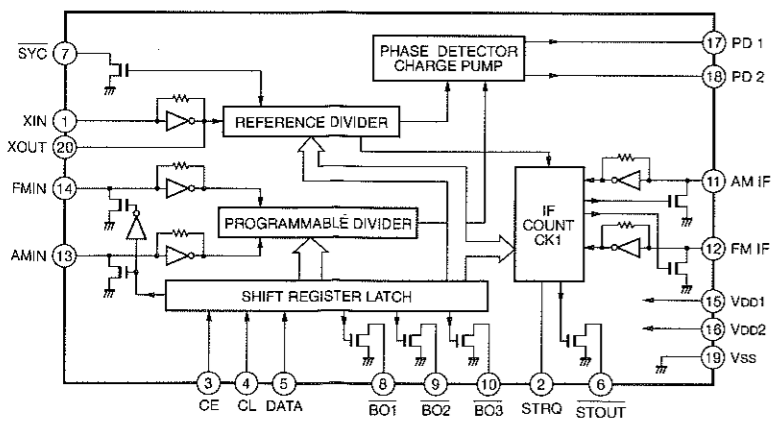 SYC
7
PHASE DETECTOR
CHARGE PUMP
17 PD 1
18 PD 2
XIN 1
REFERENCE DIVIDER
XOUT 20
FMIN 14
11 AM IF
IF
COUNT
CK1
PROGRAMMABLE DIVIDER
12 FM IF
AMIN 13
SHIFT REGISTER LATCH
15 VDD1
16 VDD2
19 VSS
3 4 5 8 9 10 2 6
CE CL DATA BO1 BO2 BO3 STRQ STOUT